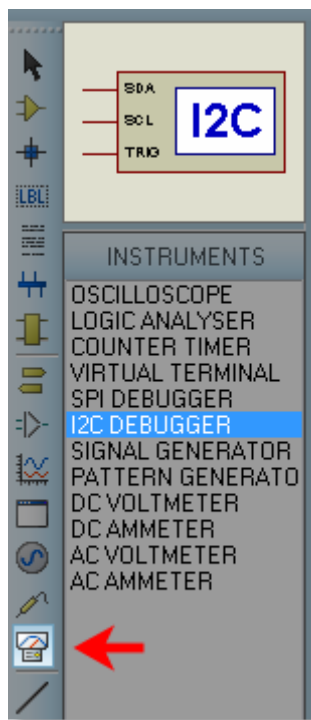 SDA
SCL
TRIG
I2C
LBL
INSTRUMENTS
OSCILLOSCOPE
LOGIC ANALYSER
COUNTER TIMER
VIRTUAL TERMINAL
SPI DEBUGGER
I2C DEBUGGER
SIGNAL GENERATOR
PATTERN GENERATO
DC VOLTMETER
DC AMMETER
AC VOLTMETER
AC AMMETER